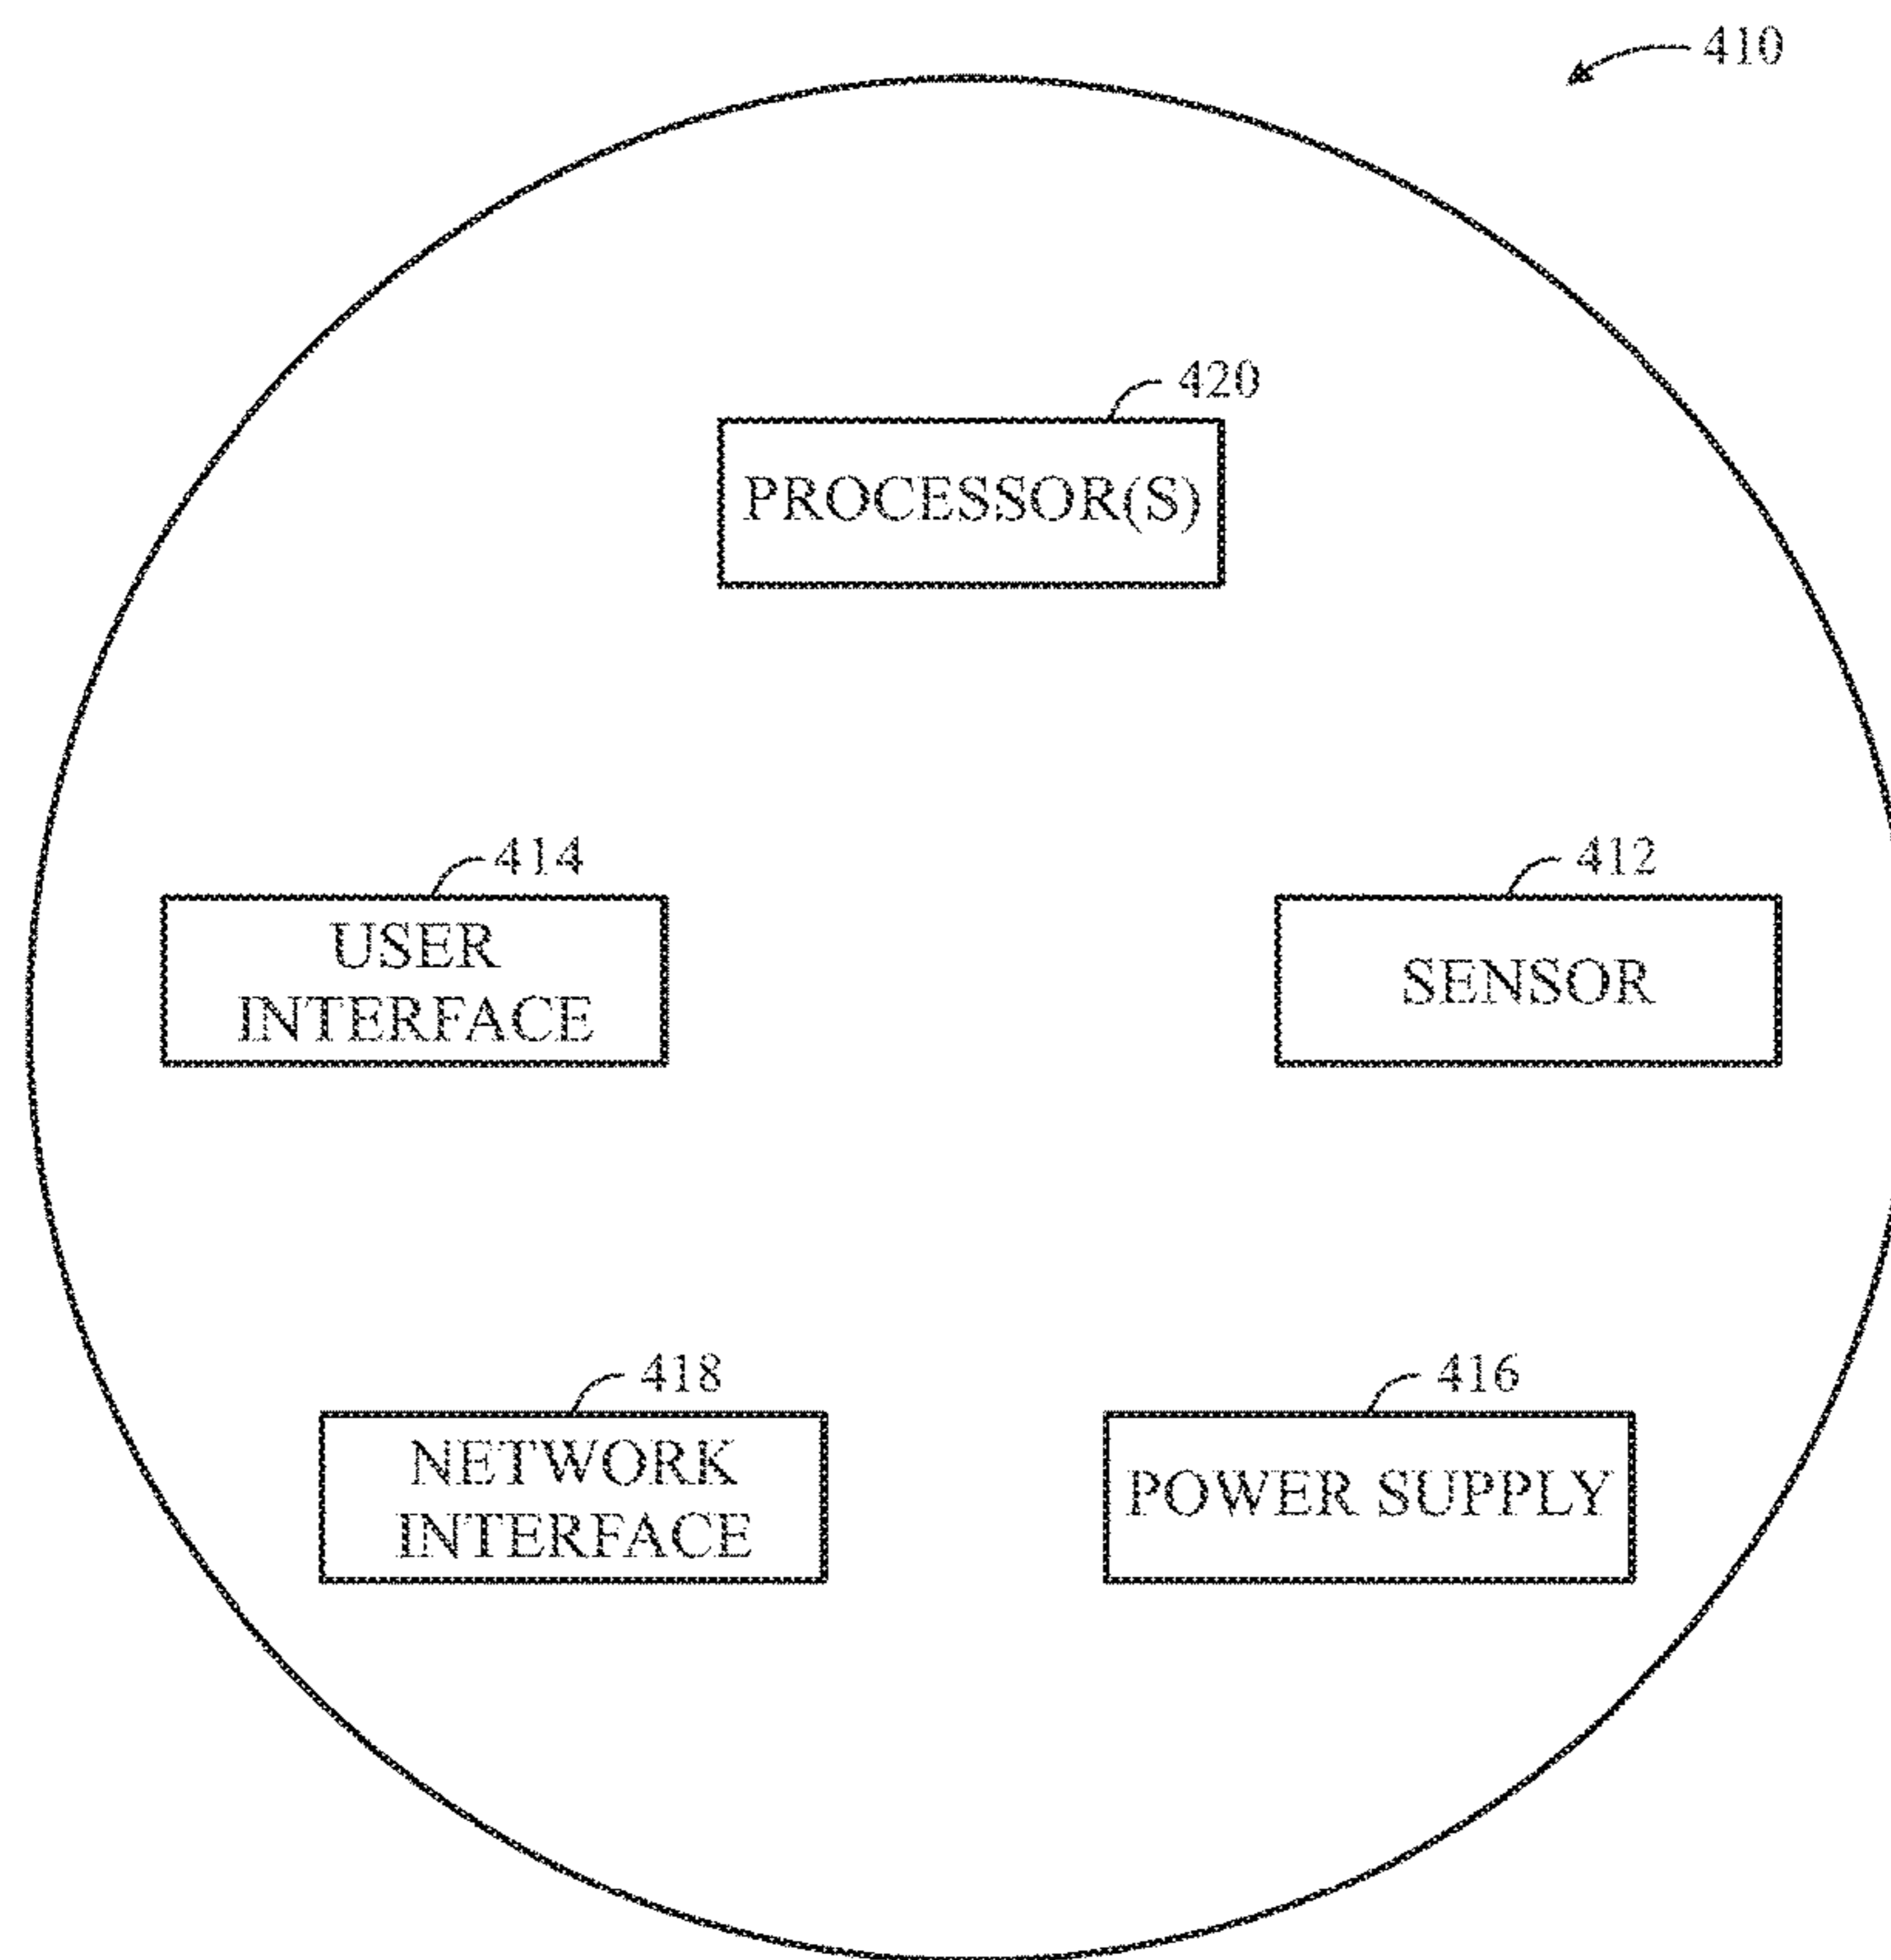 410
420
PROCESSOR(S)
414
USER
INTERFACE
412
SENSOR
418
NETWORK
INTERFACE
416
POWER SUPPLY